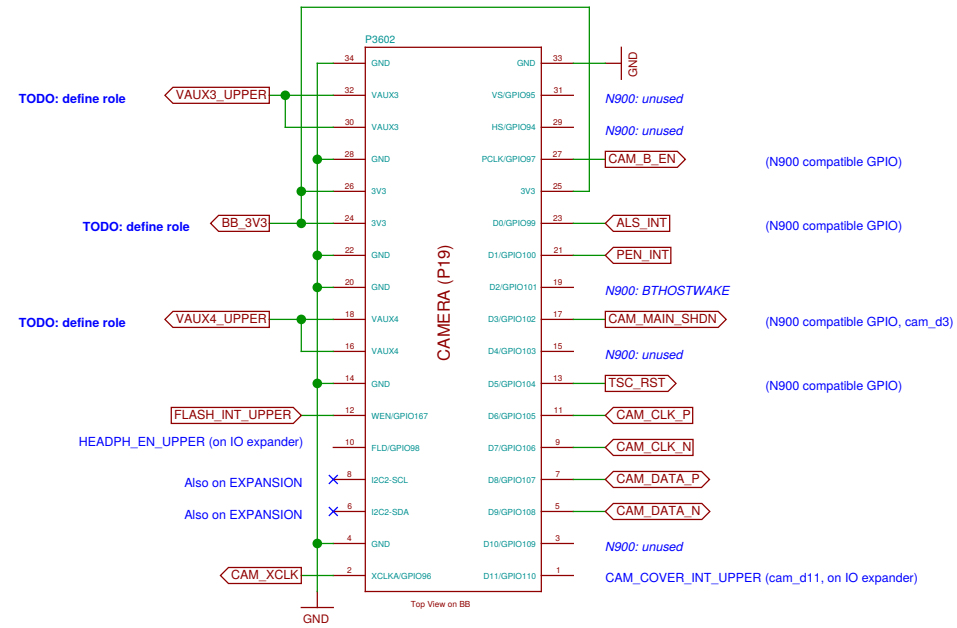 P3602
34 GND GND 33 GND
TODO: define role VAUX3_UPPER 32 VAUX3 VS/GPIO95 31 N900: unused
30 VAUX3 HS/GPIO94 29 N900: unused
28 GND PCLK/GPIO97 27 CAM_B_EN (N900 compatible GPIO)
26 3V3 3V3 25
TODO: define role BB_3V3 24 3V3 D0/GPIO99 23 ALS_INT (N900 compatible GPIO)
22 GND D1/GPIO100 21 PEN_INT
20 GND D2/GPIO101 19 N900: BTHOSTWAKE
CAMERA (P19)
TODO: define role VAUX4_UPPER 18 VAUX4 D3/GPIO102 17 CAM_MAIN_SHDN (N900 compatible GPIO, cam_d3)
16 VAUX4 D4/GPIO103 15 N900: unused
14 GND D5/GPIO104 13 TSC_RST (N900 compatible GPIO)
FLASH_INT_UPPER 12 WEN/GPIO167 D6/GPIO105 11 CAM_CLK_P
HEADPH_EN_UPPER (on IO expander) 10 FLD/GPIO98 D7/GPIO106 9 CAM_CLK_N
Also on EXPANSION 8 I2C2-SCL D8/GPIO107 7 CAM_DATA_P
Also on EXPANSION 6 I2C2-SDA D9/GPIO108 5 CAM_DATA_N
4 GND D10/GPIO109 3 N900: unused
CAM_XCLK 2 XCLKA/GPIO96 D11/GPIO110 1 CAM_COVER_INT_UPPER (cam_d11, on IO expander)
Top View on BB
GND